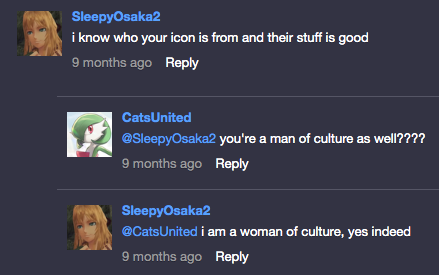 SleepyOsaka2
i know who your icon is from and their stuff is good
9 months ago Reply
CatsUnited
@SleepyOsaka2 you're a man of culture as well????
9 months ago Reply
SleepyOsaka2
@CatsUnited i am a woman of culture, yes indeed
9 months ago Reply